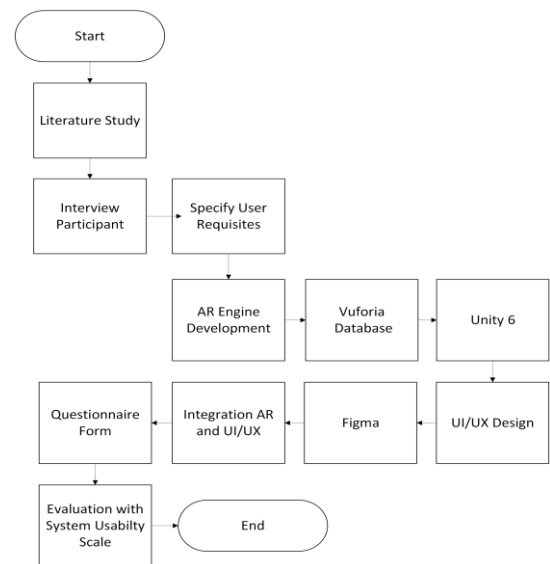 Start
Literature Study
Interview
Participant
Specify User
Requisites
AR Engine
Development
Vuforia
Database
Unity 6
UI/UX Design
Figma
Integration AR
and UI/UX
Questionnaire
Form
Evaluation with
System Usabilty
Scale
End